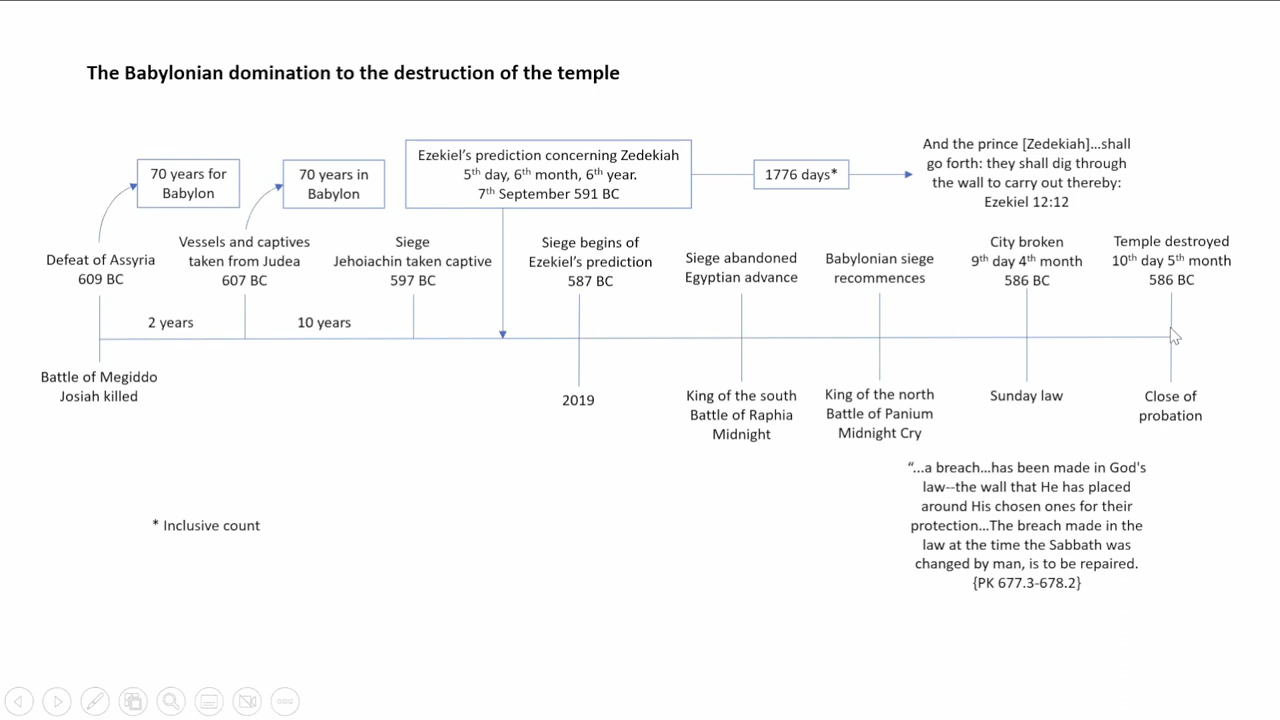 The Babylonian domination to the destruction of the temple
70 years for
Babylon
70 years in
Babylon
Ezekiel’s prediction concerning Zedekiah
5th day, 6th month, 6th year.
7th September 591 BC
1776 days*
And the prince [Zedekiah]...shall
go forth: they shall dig through
the wall to carry out thereby:
Ezekiel 12:12
Defeat of Assyria
609 BC
Vessels and captives
taken from Judea
607 BC
Siege
Jehoiachin taken captive
597 BC
Siege begins of
Ezekiel’s prediction
587 BC
Siege abandoned
Egyptian advance
Babylonian siege
recommences
City broken
9th day 4th month
586 BC
Temple destroyed
10th day 5th month
586 BC
2 years
10 years
Battle of Megiddo
Josiah killed
2019
King of the south
Battle of Raphia
Midnight
King of the north
Battle of Panium
Midnight Cry
Sunday law
Close of
probation
“...a breach...has been made in God's
law--the wall that He has placed
around His chosen ones for their
protection...The breach made in the
law at the time the Sabbath was
changed by man, is to be repaired.
{PK 677.3-678.2}
* Inclusive count